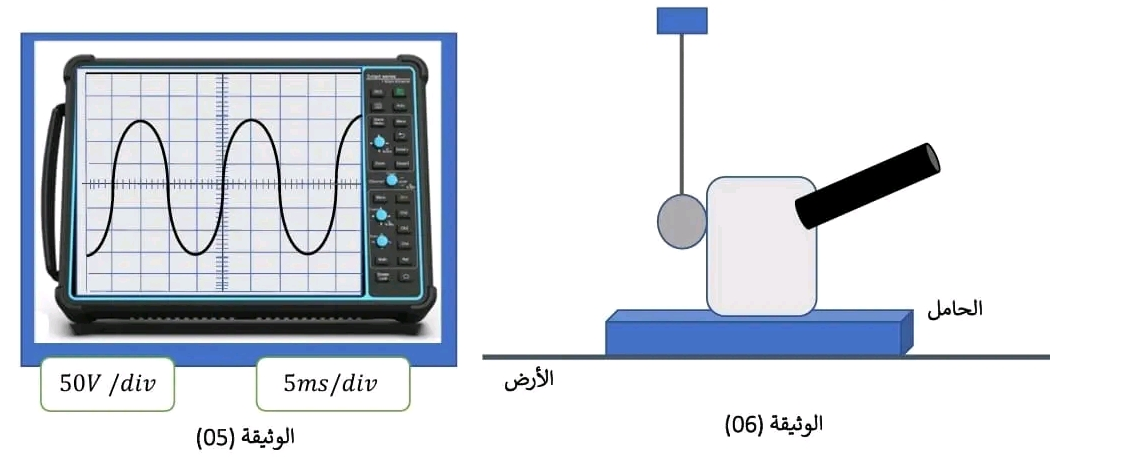 50V /div
5ms/div
الوثيقة (05)
الحامل
الأرض
الوثيقة (06)